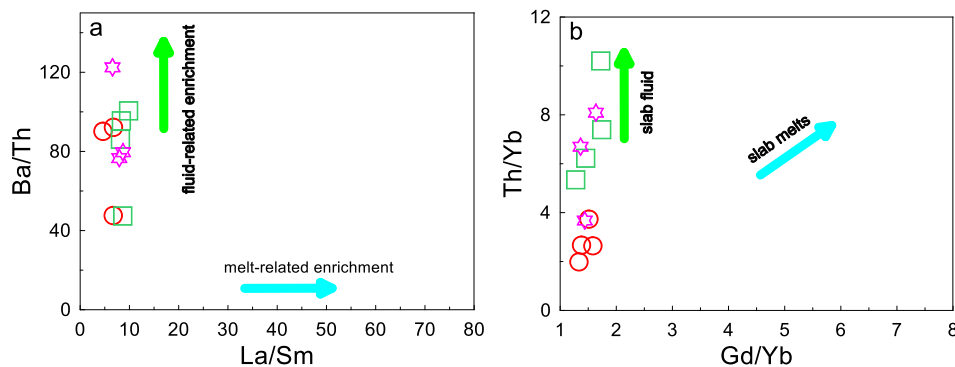 a
Ba/Th
120
80
40
0
fluid-related enrichment
melt-related enrichment
0 10 20 30 40 50 60 70 80
La/Sm
b
Th/Yb
12
8
4
0
slab fluid
slab melts
1 2 3 4 5 6 7 8
Gd/Yb